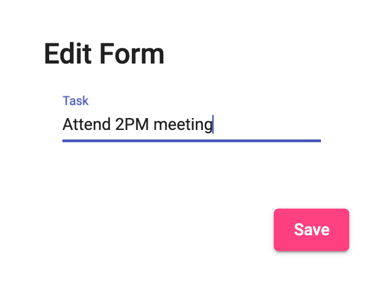 Edit Form
Task
Attend 2PM meeting
Save